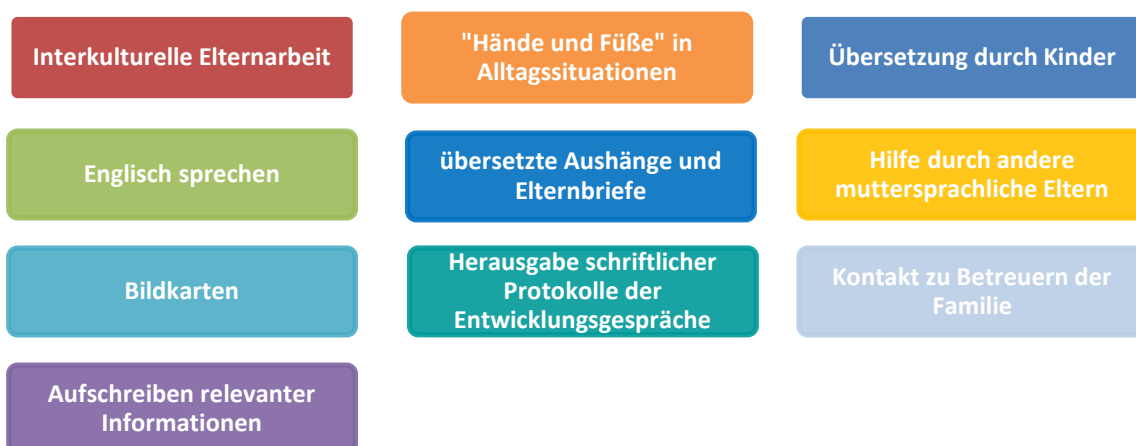 Interkulturelle Elternarbeit
"Hände und Füße" in
Alltagssituationen
Übersetzung durch Kinder
Englisch sprechen
übersetzte Aushänge und
Elternbriefe
Hilfe durch andere
muttersprachliche Eltern
Bildkarten
Herausgabe schriftlicher
Protokolle der
Entwicklungsgespräche
Kontakt zu Betreuern der
Familie
Aufschreiben relevanter
Informationen